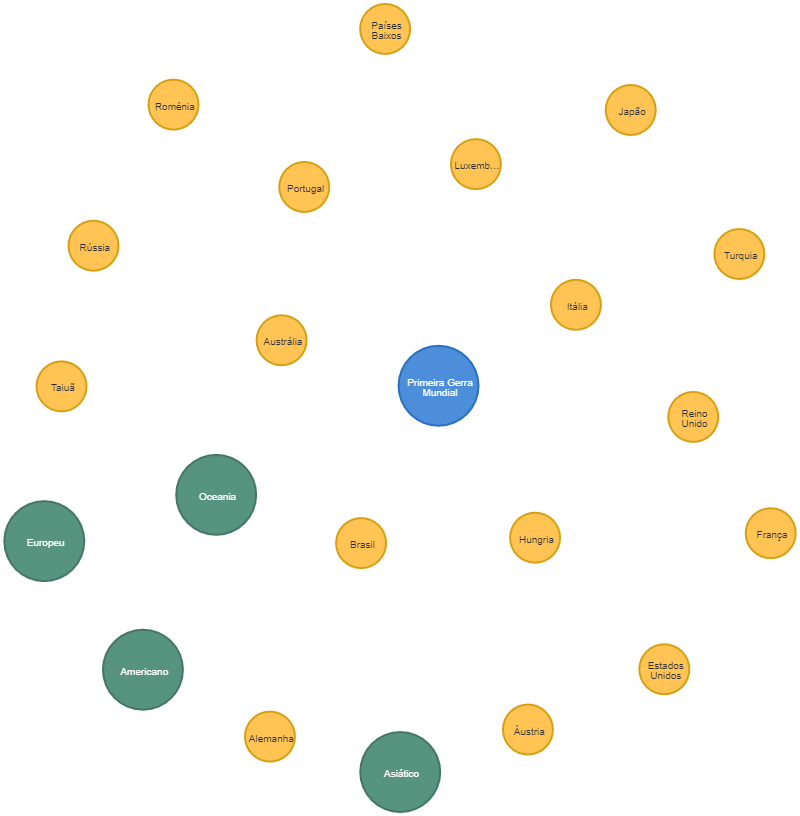 Países
Baixos
Roménia
Japão
Luxemb...
Portugal
Rússia
Turquia
Itália
Austrália
Primeira Gerra
Mundial
Taiuã
Reino
Unido
Oceania
França
Hungria
Europeu
Brasil
Estados
Unidos
Americano
Áustria
Alemanha
Asiático